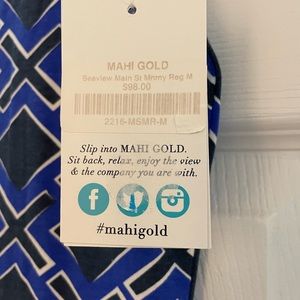 MAHI GOLD
Seaview Main St Mnmy Reg M
$98.00
2216-MSMR-M
Slip into MAHI GOLD.
Sit back, relax, enjoy the view
& the company you are with.
#mahigold